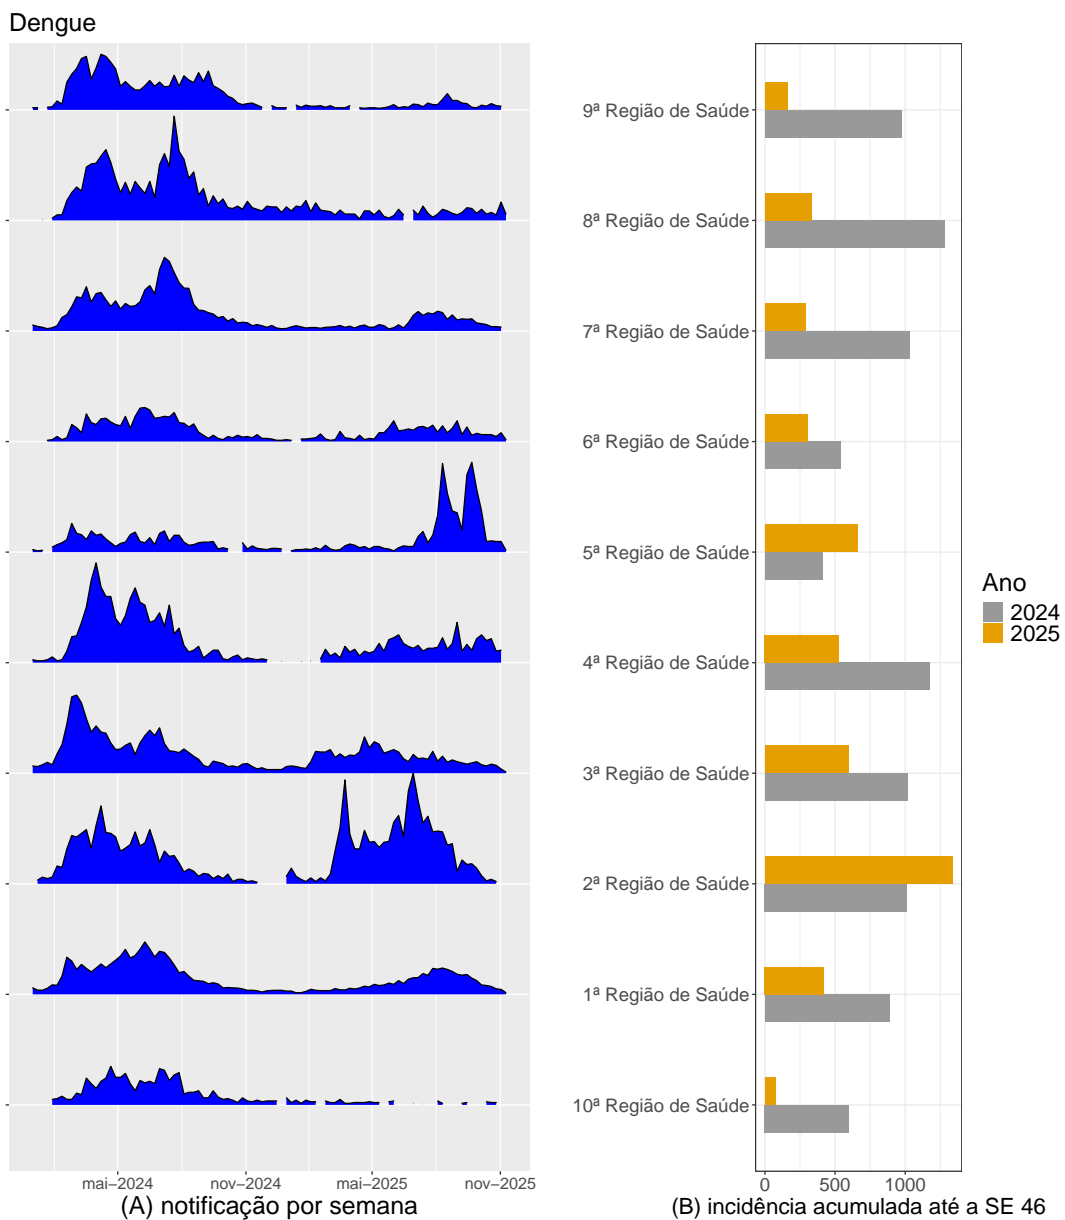 Dengue
9ª Região de Saúde
8ª Região de Saúde
7ª Região de Saúde
6ª Região de Saúde
5ª Região de Saúde
4ª Região de Saúde
3ª Região de Saúde
2ª Região de Saúde
1ª Região de Saúde
10ª Região de Saúde
Ano
2024
2025
mai–2024 nov–2024 mai–2025 nov–2025
(A) notificação por semana
0 500 1000
(B) incidência acumulada até a SE 46